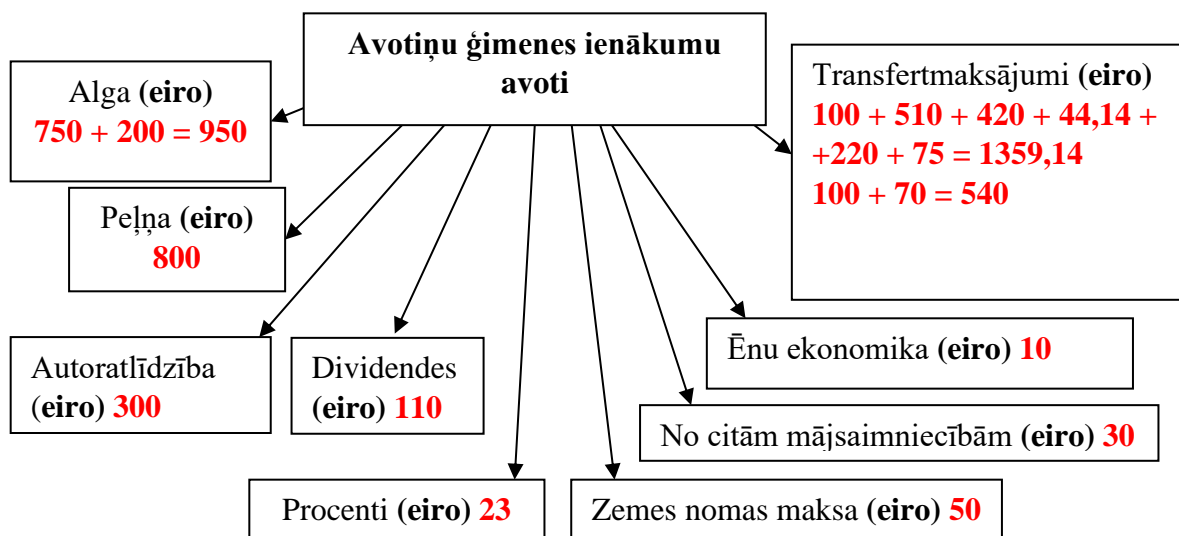 Avotiņu ģimenes ienākumu
avoti
Alga (eiro)
750 + 200 = 950
Transfertmaksājumi (eiro)
100 + 510 + 420 + 44,14 +
+220 + 75 = 1359,14
100 + 70 = 540
Peļņa (eiro)
800
Autoratlīdzība
(eiro) 300
Dividendes
(eiro) 110
Ēnu ekonomika (eiro) 10
No citām mājsaimniecībām (eiro) 30
Procenti (eiro) 23
Zemes nomas maksa (eiro) 50